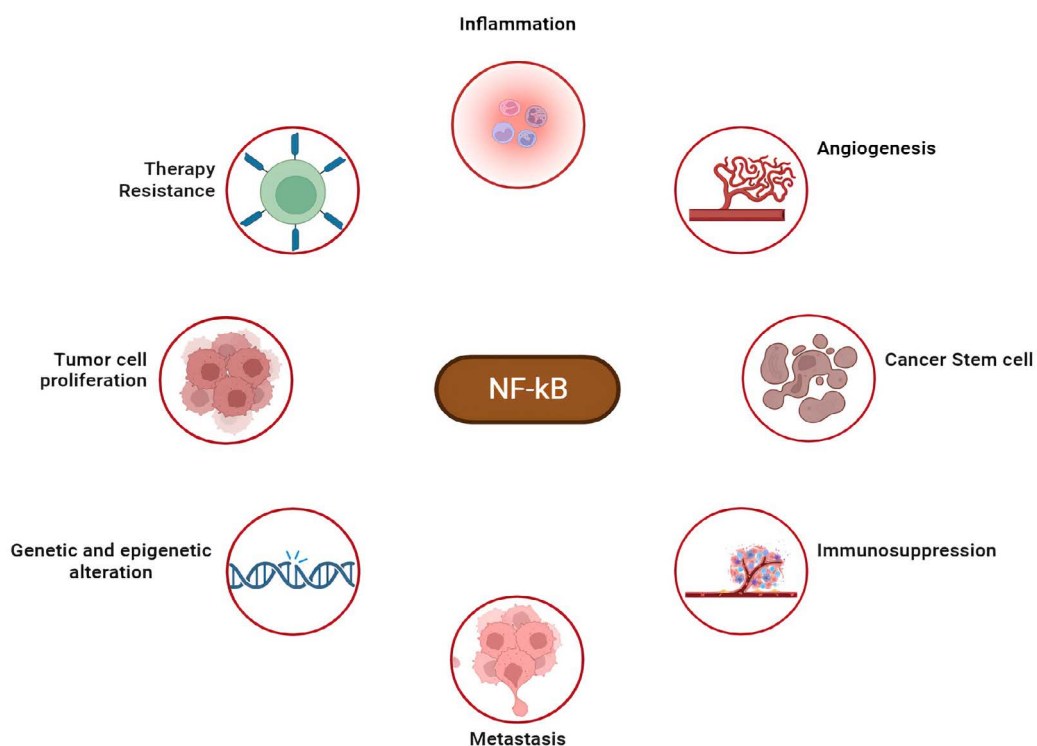 Inflammation
Therapy
Resistance
Angiogenesis
Tumor cell
proliferation
NF-kB
Cancer Stem cell
Genetic and epigenetic
alteration
Immunosuppression
Metastasis